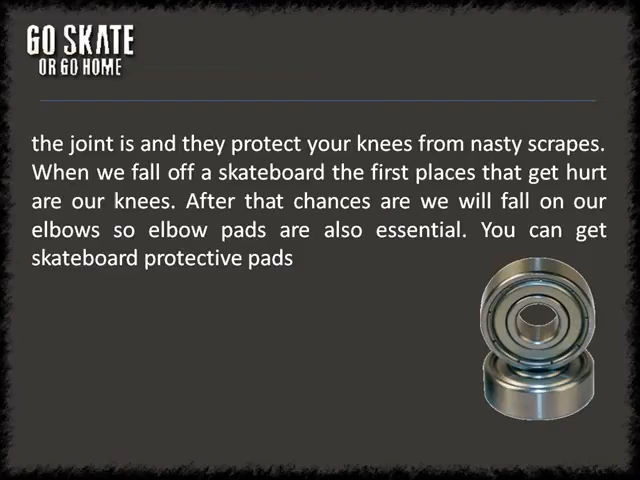 GO SKATE
OR GO HOME
the joint is and they protect your knees from nasty scrapes.
When we fall off a skateboard the first places that get hurt
are our knees. After that chances are we will fall on our
elbows so elbow pads are also essential. You can get
skateboard protective pads